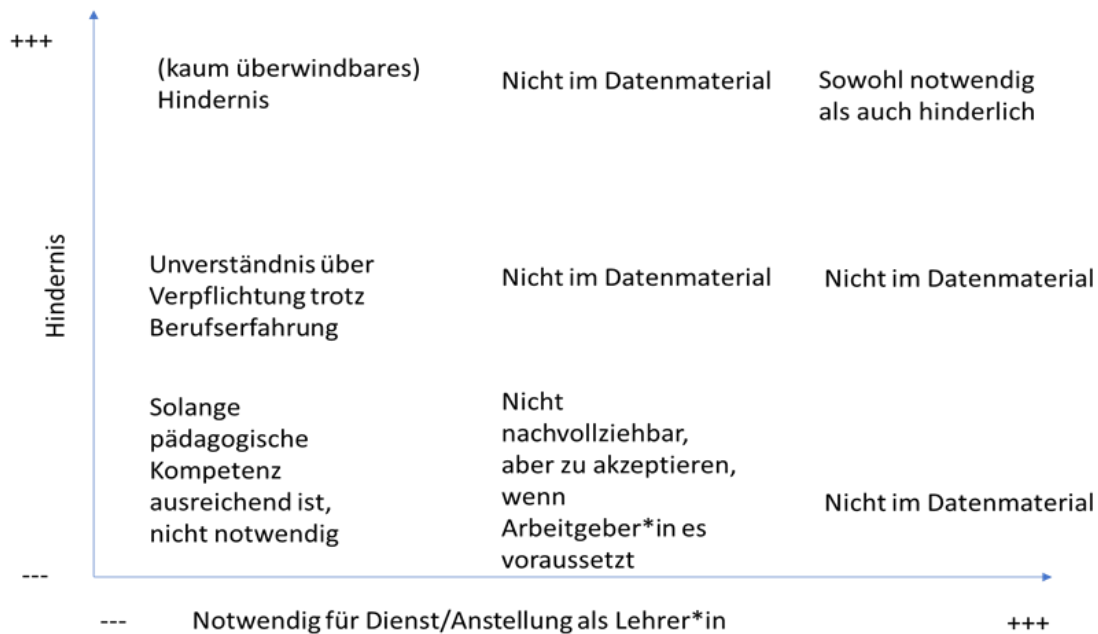 +++
(kaum überwindbares)
Hindernis
Nicht im Datenmaterial
Sowohl notwendig
als auch hinderlich
Hindernis
Unverständnis über
Verpflichtung trotz
Berufserfahrung
Nicht im Datenmaterial
Nicht im Datenmaterial
Solange
pädagogische
Kompetenz
ausreichend ist,
nicht notwendig
Nicht
nachvollziehbar,
aber zu akzeptieren,
wenn
Arbeitgeber*in es
voraussetzt
Nicht im Datenmaterial
---
--- Notwendig für Dienst/Anstellung als Lehrer*in +++